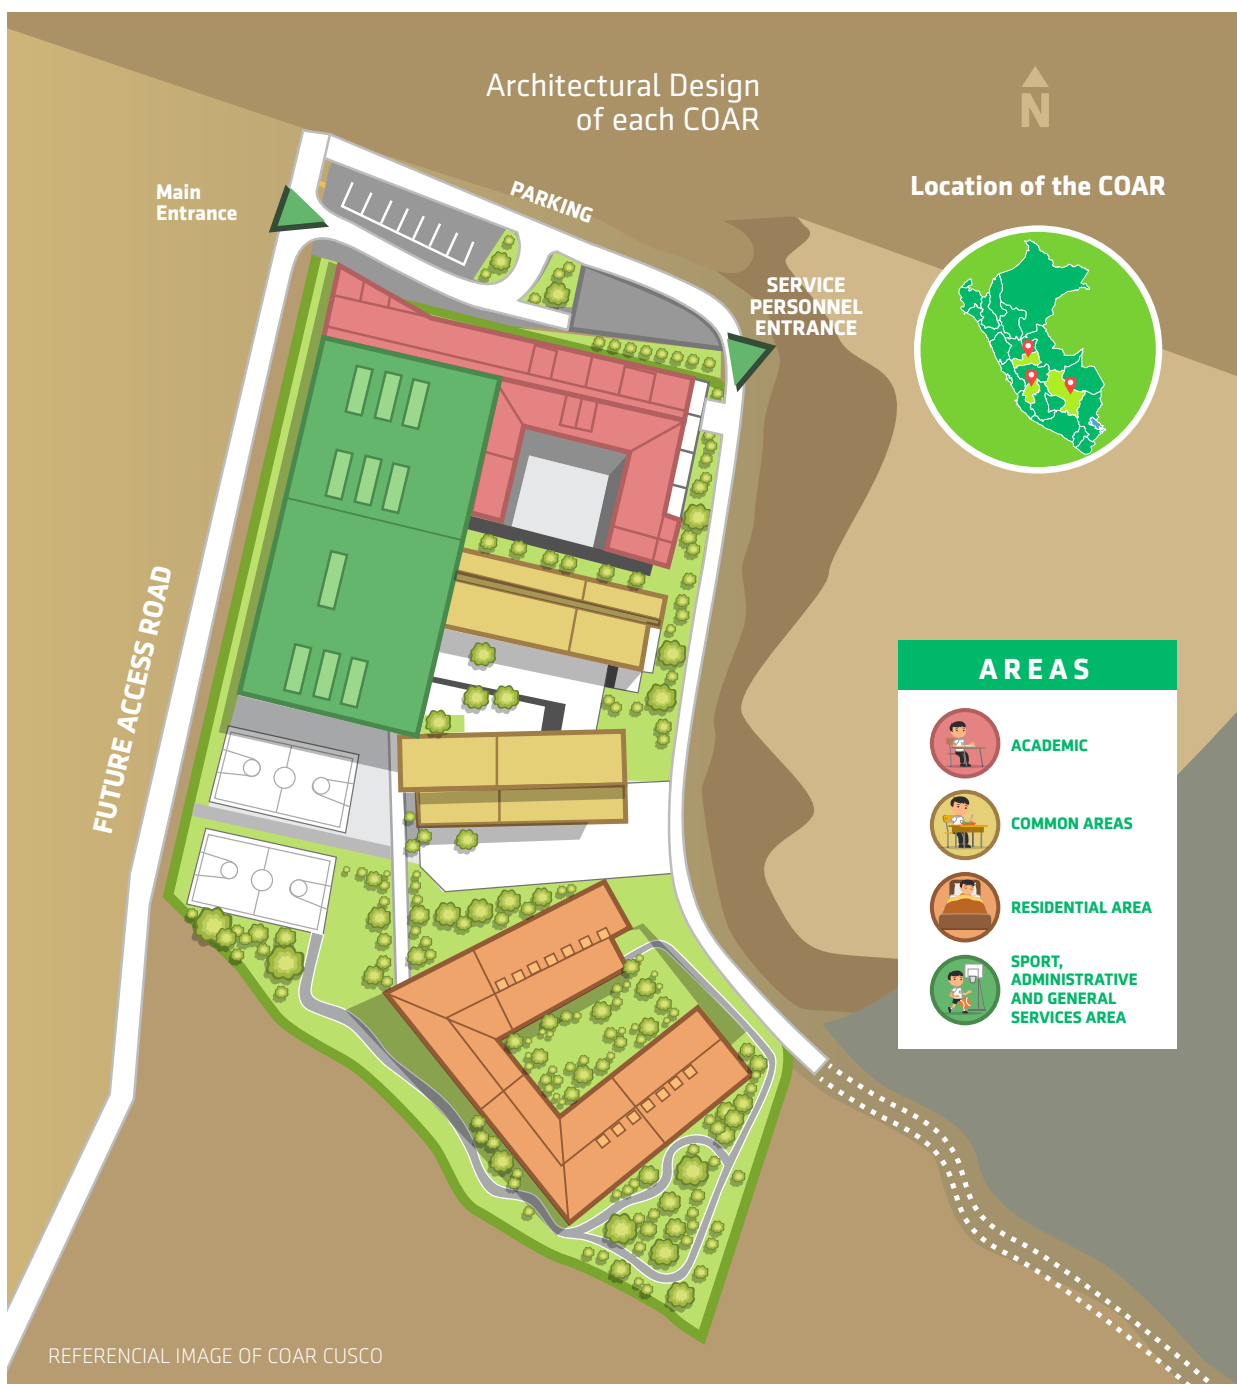 Architectural Design
of each COAR
N
Location of the COAR
Main
Entrance
PARKING
SERVICE
PERSONNEL
ENTRANCE
FUTURE ACCESS ROAD
AREAS
ACADEMIC
COMMON AREAS
RESIDENTIAL AREA
SPORT,
ADMINISTRATIVE
AND GENERAL
SERVICES AREA
REFERENCIAL IMAGE OF COAR CUSCO